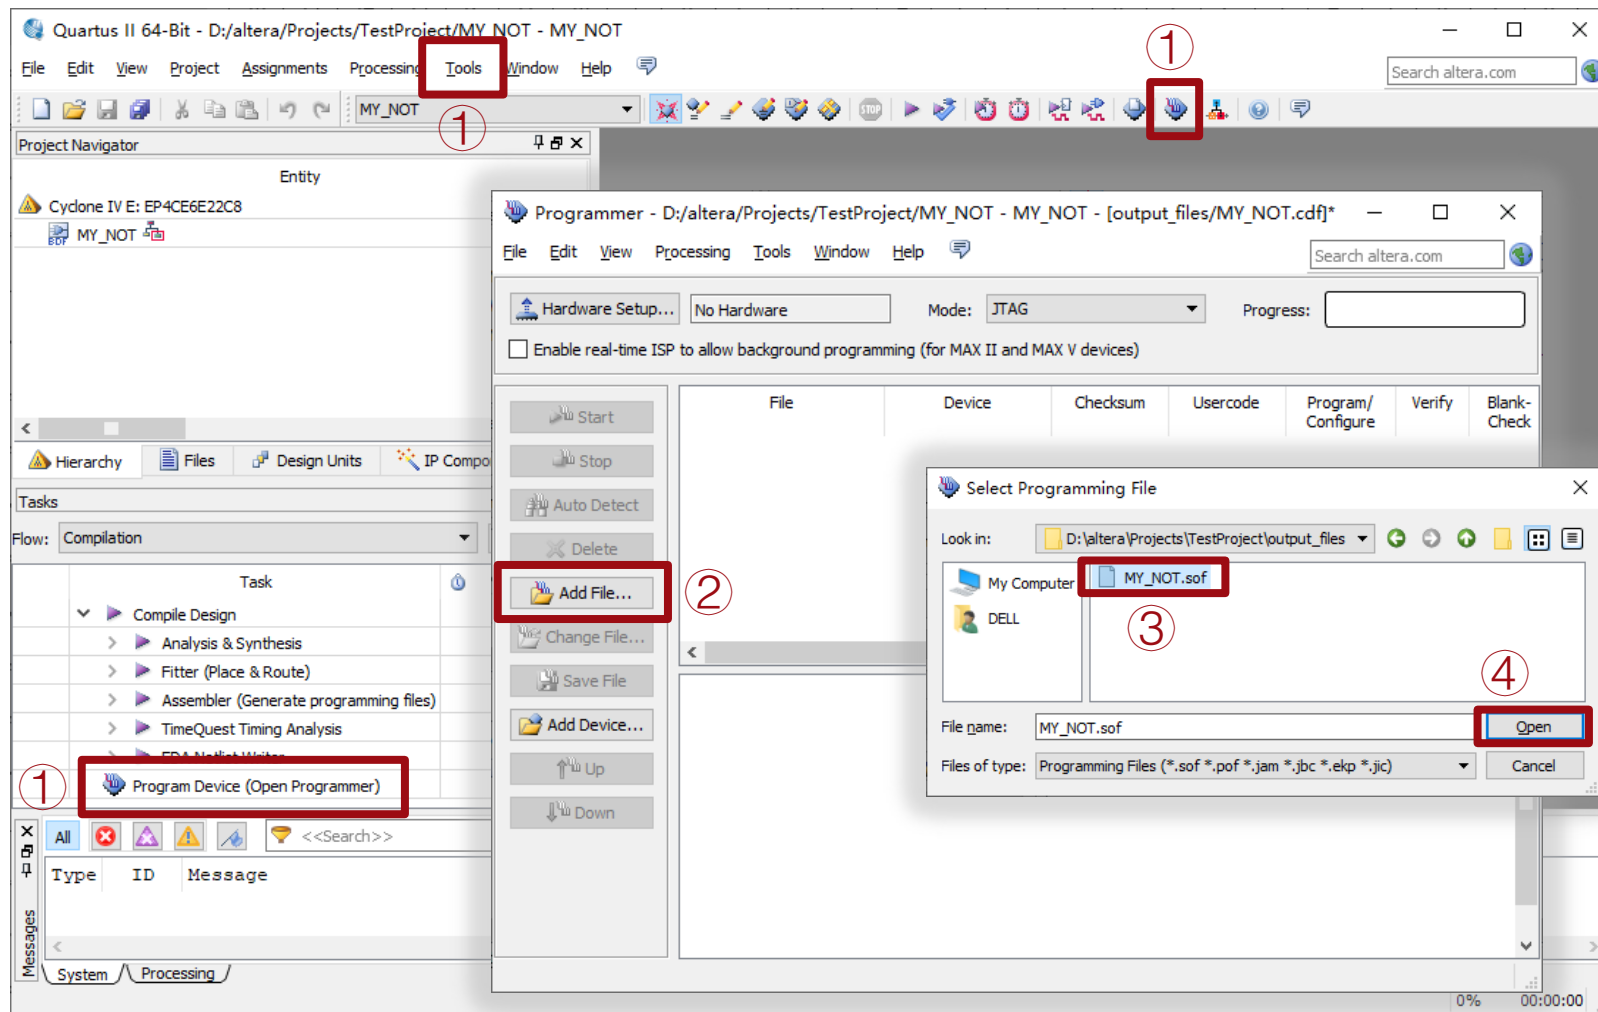 Quartus II 64-Bit - D:/altera/Projects/TestProject/MY_NOT - MY_NOT
File Edit View Project Assignments Processing Tools Window Help
Search altera.com
①
①
MY_NOT
STOP
Project Navigator
Entity
Cyclone IV E: EP4CE6E22C8
BDF MY_NOT
Hierarchy Files Design Units IP Compo
Tasks
Flow: Compilation
Task
Compile Design
Analysis & Synthesis
Fitter (Place & Route)
Assembler (Generate programming files)
TimeQuest Timing Analysis
EDA Netlist Writer
① Program Device (Open Programmer)
All <<Search>>
Type ID Message
Messages
System Processing
0% 00:00:00
Programmer - D:/altera/Projects/TestProject/MY_NOT - MY_NOT - [output_files/MY_NOT.cdf]*
File Edit View Processing Tools Window Help
Search altera.com
Hardware Setup... No Hardware Mode: JTAG Progress:
Enable real-time ISP to allow background programming (for MAX II and MAX V devices)
Start
Stop
Auto Detect
Delete
Add File... ②
Change File...
Save File
Add Device...
Up
Down
File Device Checksum Usercode Program/ Verify Blank-
Configure Check
Select Programming File
Look in: D:\altera\Projects\TestProject\output_files
My Computer MY_NOT.sof
DELL ③
④
File name: MY_NOT.sof Open
Files of type: Programming Files (*.sof *.pof *.jam *.jbc *.ekp *.jic) Cancel